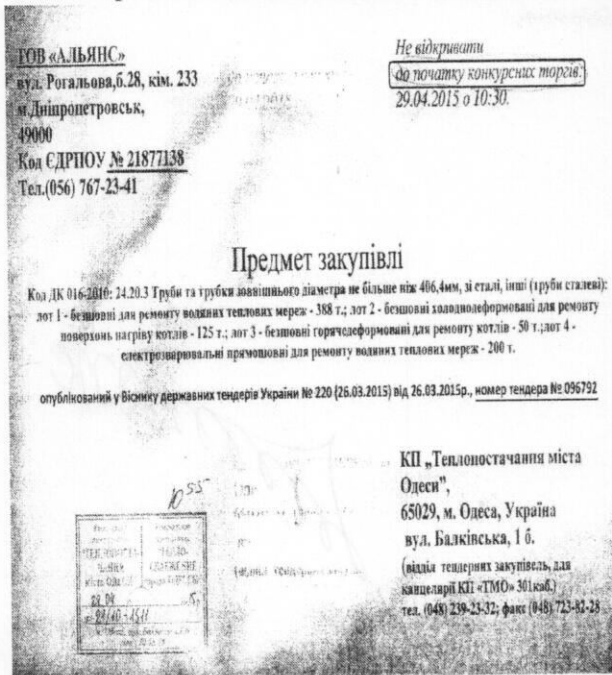 ТОВ «АЛЬЯНС»
вул. Рогальова,б.28, кім. 233
м.Дніпропетровськ,
49000
Код ЄДРПОУ № 21877138
Тел.(056) 767-23-41
Не відкривати
до початку конкурсних торгів:
29.04.2015 о 10:30.
Предмет закупівлі
Код ДК 016-2010: 24.20.3 Труби та трубки зовнішнього діаметра не більше ніж 406,4мм, зі сталі, інші (труби сталеві):
лот 1 - безшовні для ремонту водяних теплових мереж - 388 т.; лот 2 - безшовні холоднодеформовані для ремонту
поверхонь нагріву котлів - 125 т.; лот 3 - безшовні горячедеформовані для ремонту котлів - 50 т.;лот 4 -
електрозварювальні прямошовні для ремонту водяних теплових мереж - 200 т.
опублікований у Віснику державних тендерів України № 220 (26.03.2015) від 26.03.2015р., номер тендера № 096792
КП „Теплопостачання міста
Одеси",
65029, м. Одеса, Україна
вул. Балківська, 1 б.
(відділ тендерних закупівель, для
канцелярії КП «ТМО» 301каб.)
тел. (048) 239-23-32; факс (048) 723-82-28
10 55